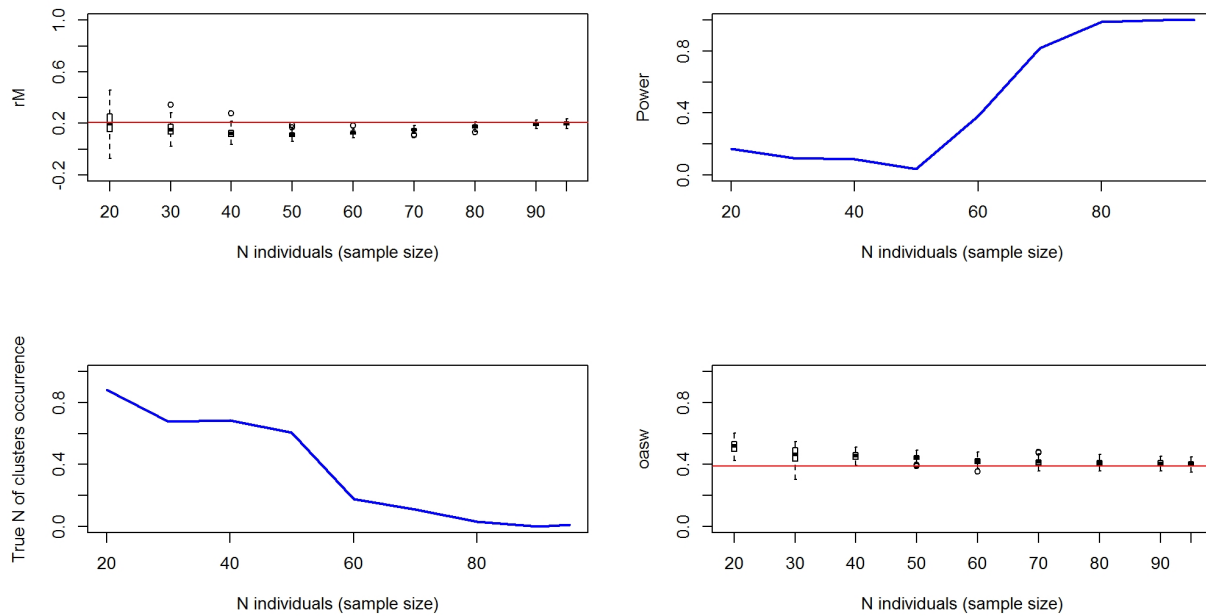 rM
1.0
0.6
0.2
-0.2
20 30 40 50 60 70 80 90
N individuals (sample size)
Power
0.8
0.4
0.0
20 40 60 80
N individuals (sample size)
True N of clusters occurrence
0.8
0.4
0.0
20 40 60 80
N individuals (sample size)
oasw
0.8
0.4
0.0
20 30 40 50 60 70 80 90
N individuals (sample size)